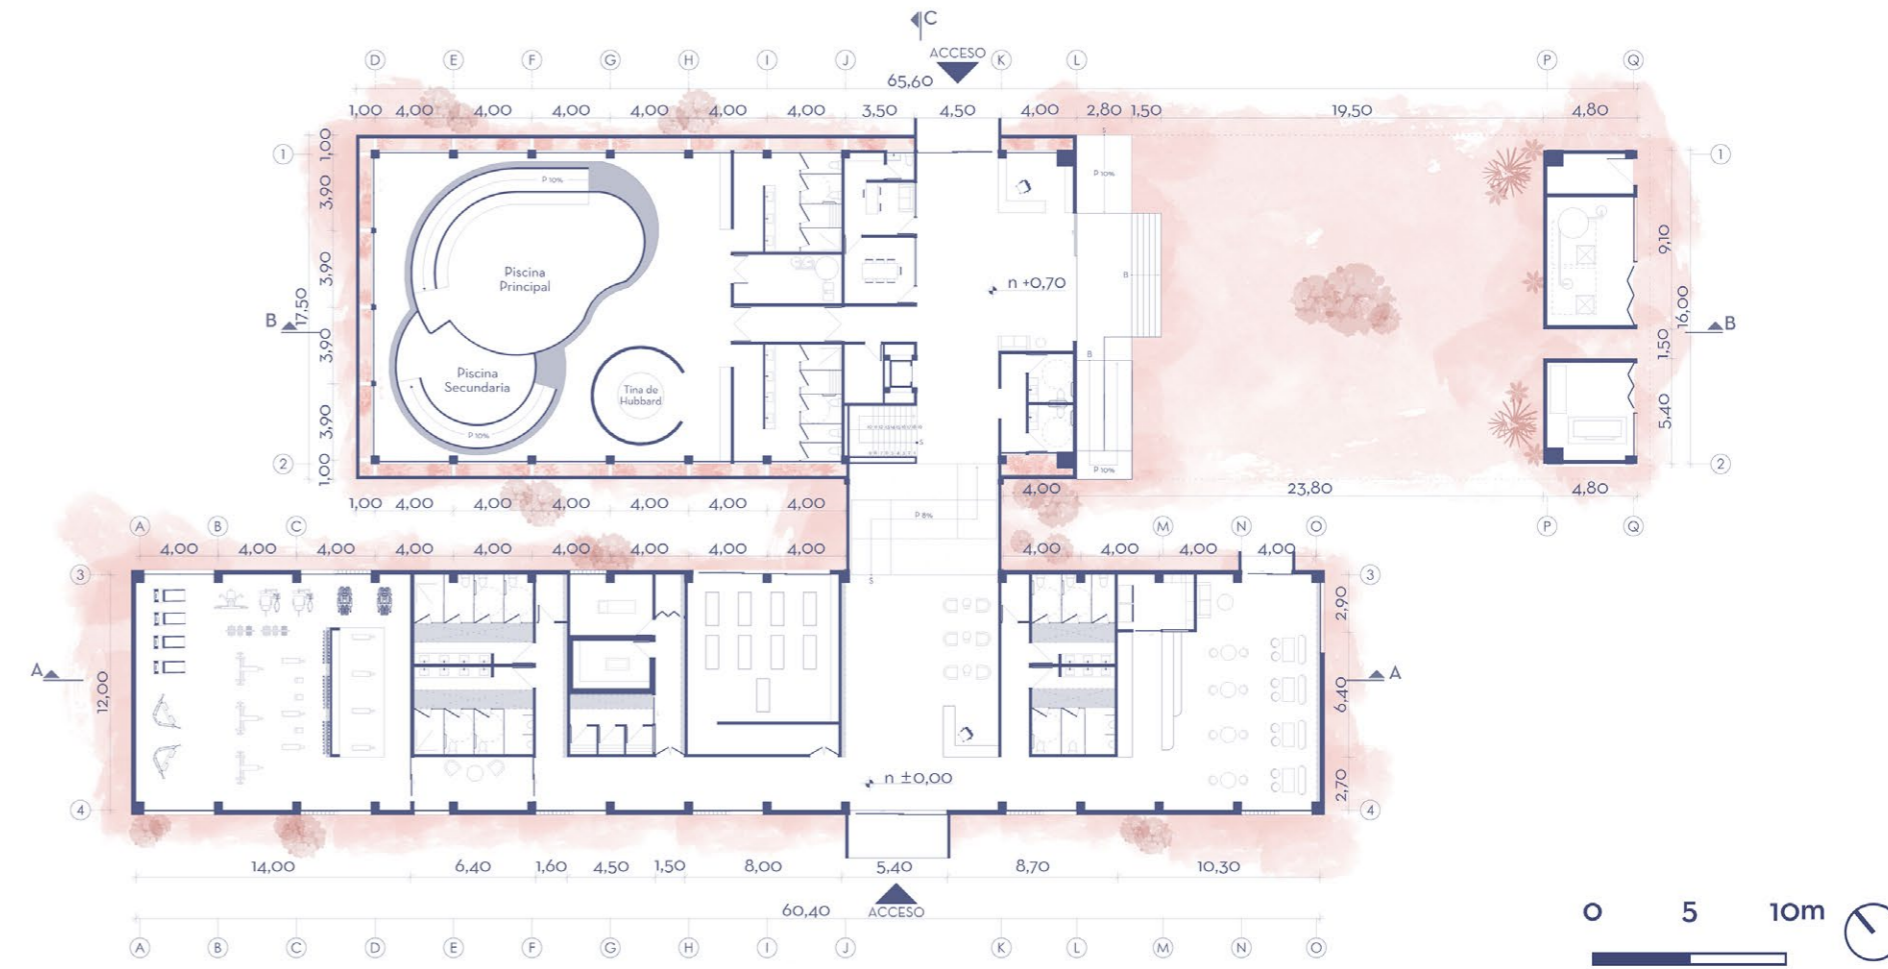 C
ACCESO
D E F G H I J K L P Q
65,60
1,00 4,00 4,00 4,00 4,00 4,00 4,00 3,50 4,50 4,00 2,80 1,50 19,50 4,80
1 1,00 1
P 10%
P 10%
3,90
9,10
Piscina
Principal
3,90
n +0,70
B
17,50
16,00
B B
3,90
1,50
B
Piscina
Secundaria
Tina de
Hubbard
3,90
5,40
P 10%
S
2 1,00 P 10% 2
1,00 4,00 4,00 4,00 4,00 4,00 4,00 4,00 23,80 4,80
P 8%
A B C M N O P Q
4,00 4,00 4,00 4,00 4,00 4,00 4,00 4,00 4,00 4,00 4,00 4,00 4,00
3 S 3
2,90
A A
12,00 6,40
n ±0,00
2,70
4 4
14,00 6,40 1,60 4,50 1,50 8,00 5,40 8,70 10,30
60,40 ACCESO
A B C D E F G H I J K L M N O
0 5 10m